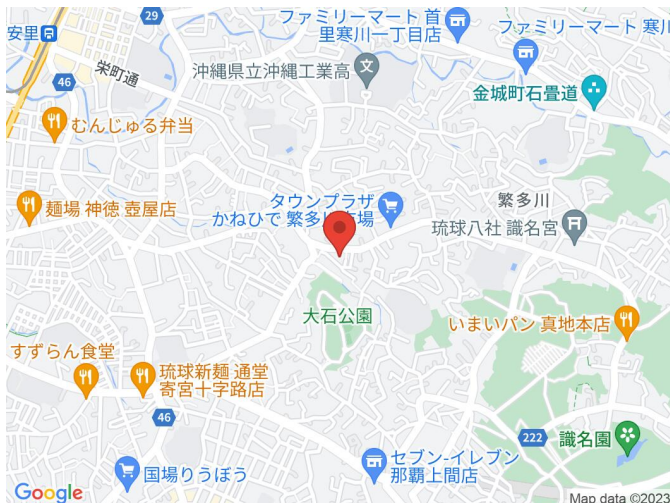 ファミリーマート 首
里寒川一丁目店
ファミリーマート 寒川
安里
29
栄町通
沖縄県立沖縄工業高
46
金城町石畳道
むんじゅる弁当
タウンプラザ
かねひで 繁多川市場
繁多川
麺場 神徳 壺屋店
琉球八社 識名宮
大石公園
いまいパン 真地本店
すずらん食堂
琉球新麺 通堂
寄宮十字路店
46
222
識名園
セブン-イレブン
那覇上間店
国場りうぼう
Google
Map data ©2023